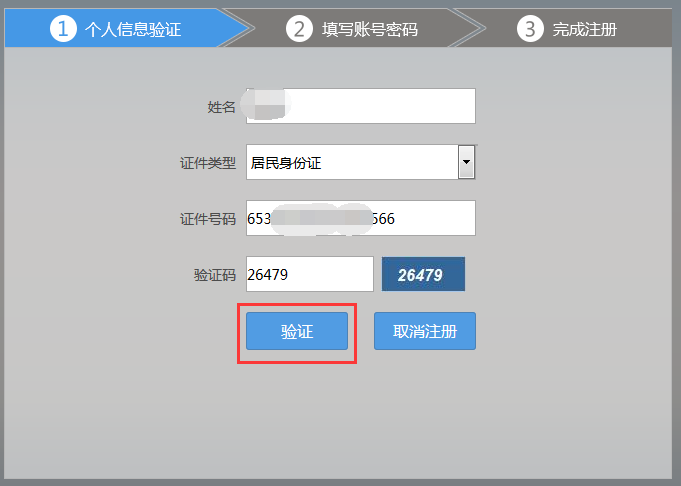 1 个人信息验证 2 填写账号密码 3 完成注册
姓名
证件类型 居民身份证
证件号码 653 566
验证码 26479 26479
验证 取消注册